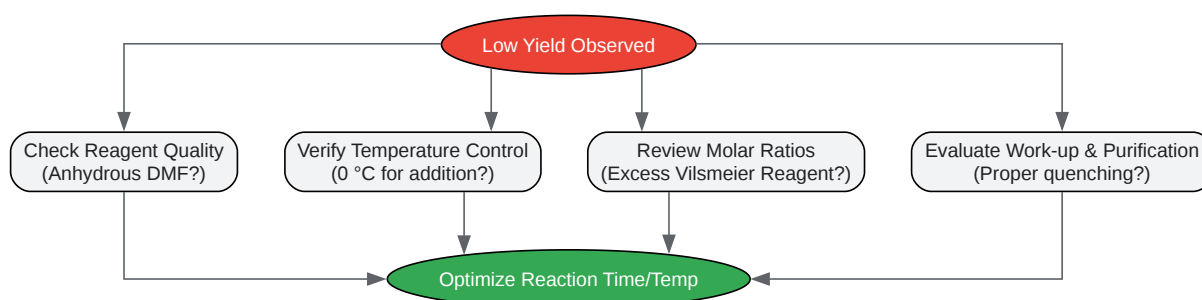 Low Yield Observed
Check Reagent Quality
(Anhydrous DMF?)
Verify Temperature Control
(0 °C for addition?)
Review Molar Ratios
(Excess Vilsmeier Reagent?)
Evaluate Work-up & Purification
(Proper quenching?)
Optimize Reaction Time/Temp